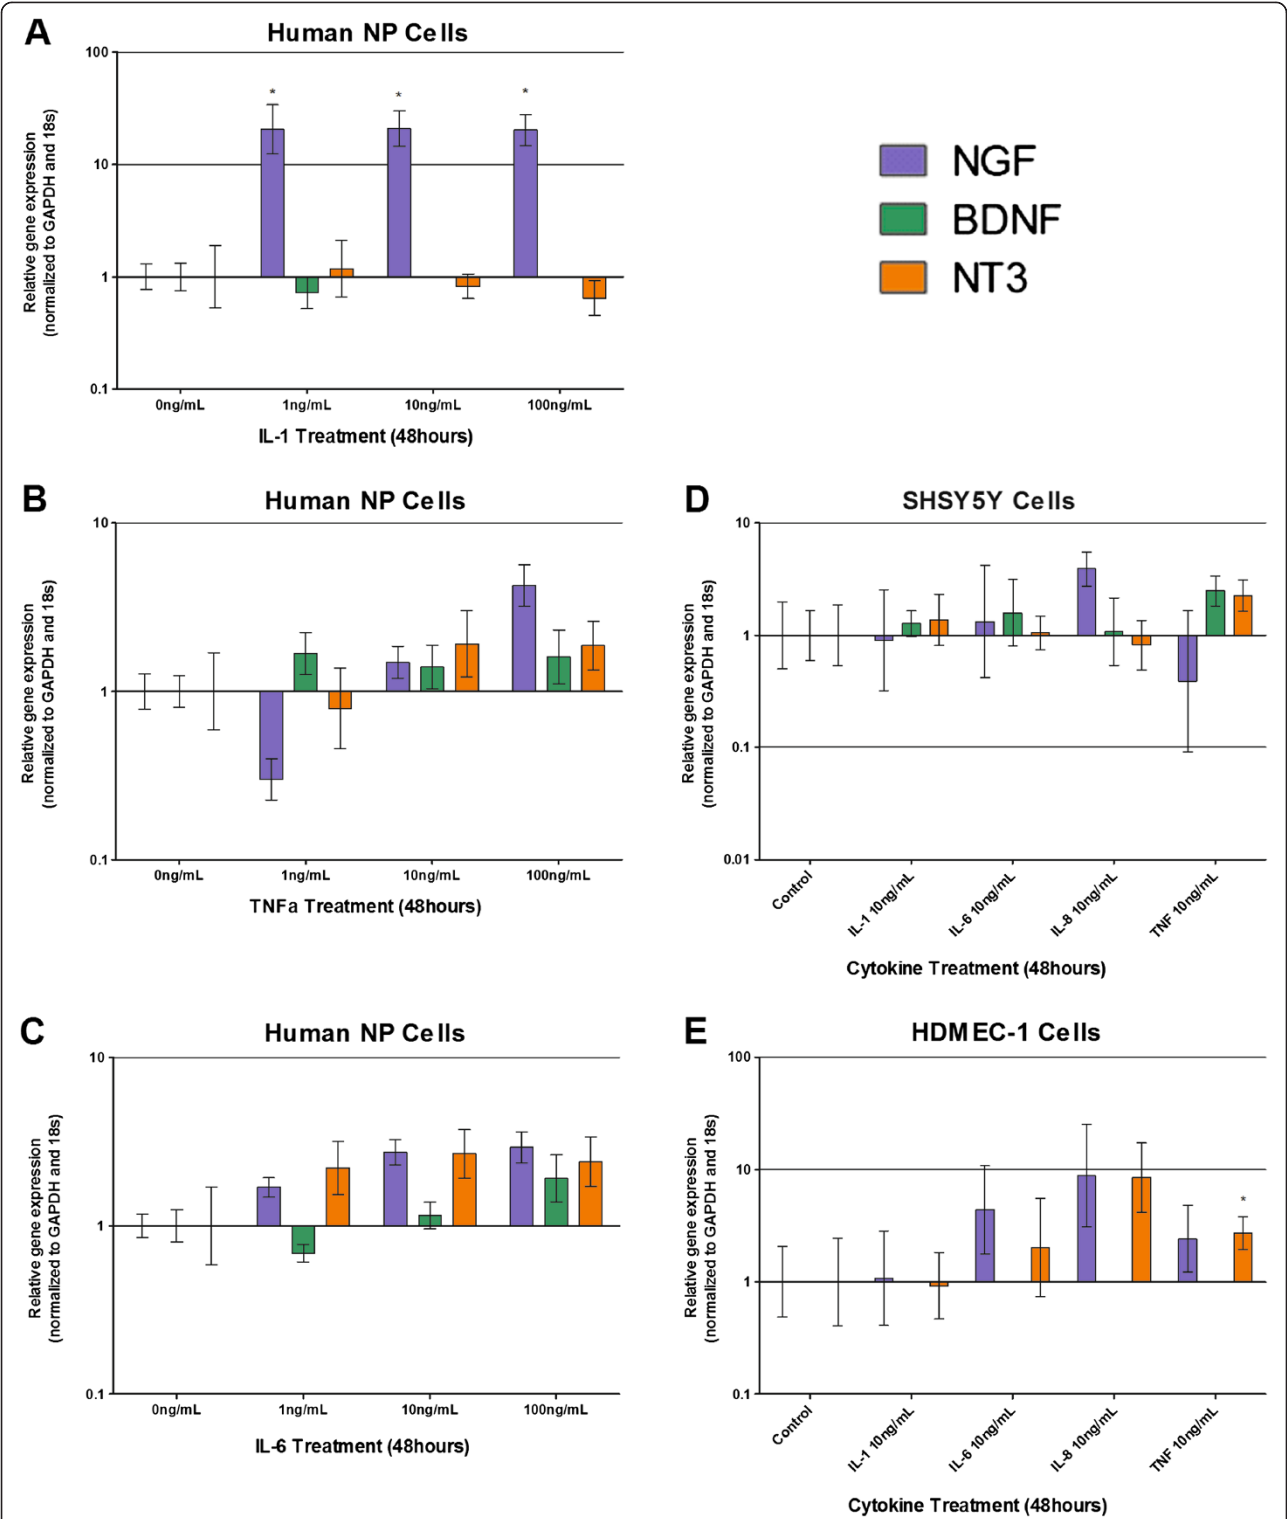 A
Human NP Cells
100
10
1
0.1
Relative gene expression
(normalized to GAPDH and 18s)
*
*
*
0ng/mL
1ng/mL
10ng/mL
100ng/mL
IL-1 Treatment (48hours)
NGF
BDNF
NT3
B
Human NP Cells
10
1
0.1
Relative gene expression
(normalized to GAPDH and 18s)
0ng/mL
1ng/mL
10ng/mL
100ng/mL
TNFa Treatment (48hours)
D
SHSY5Y Cells
10
1
0.1
0.01
Relative gene expression
(normalized to GAPDH and 18s)
Control
IL-1 10ng/mL
IL-6 10ng/mL
IL-8 10ng/mL
TNF 10ng/mL
Cytokine Treatment (48hours)
C
Human NP Cells
10
1
0.1
Relative gene expression
(normalized to GAPDH and 18s)
0ng/mL
1ng/mL
10ng/mL
100ng/mL
IL-6 Treatment (48hours)
E
HDMEC-1 Cells
100
10
1
0.1
Relative gene expression
(normalized to GAPDH and 18s)
*
Control
IL-1 10ng/mL
IL-6 10ng/mL
IL-8 10ng/mL
TNF 10ng/mL
Cytokine Treatment (48hours)